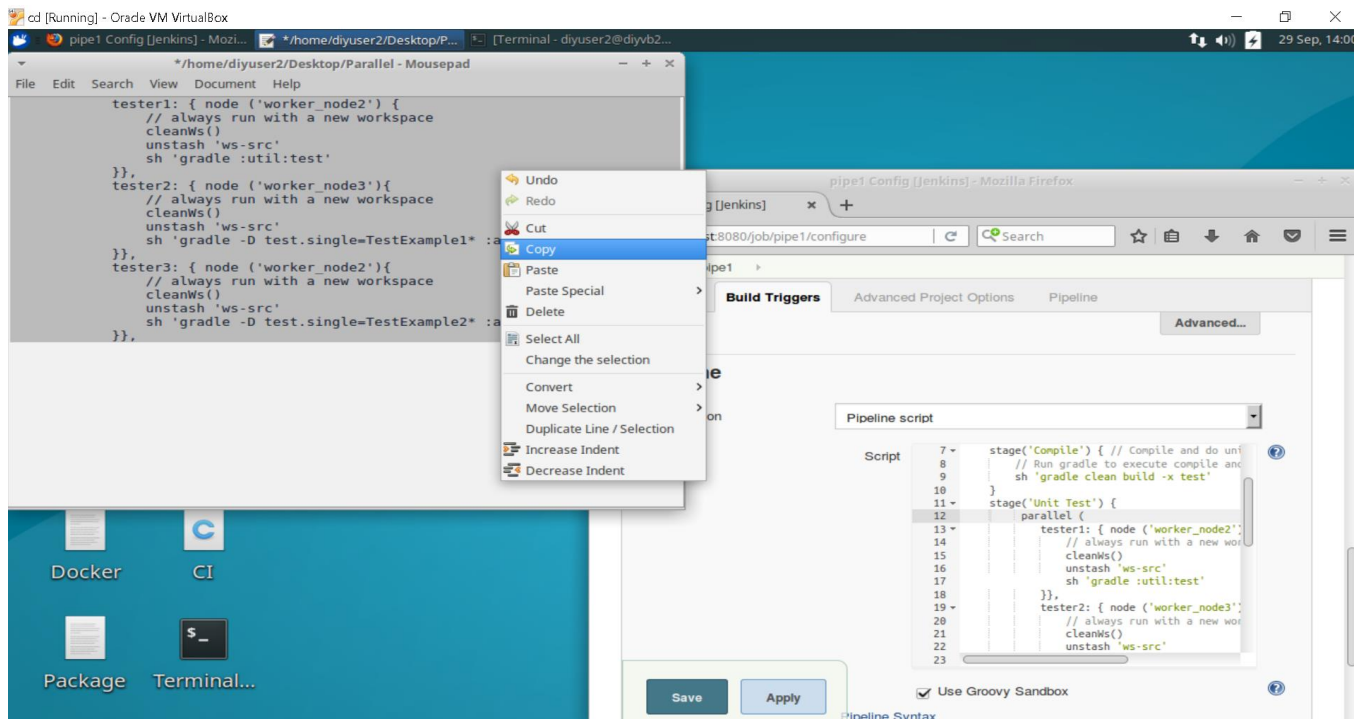 cd [Running] - Oracle VM VirtualBox
pipe1 Config [Jenkins] - Mozi...
*/home/diyuser2/Desktop/P...
[Terminal - diyuser2@diyvb2...
29 Sep, 14:00
*/home/diyuser2/Desktop/Parallel - Mousepad
File Edit Search View Document Help
tester1: { node ('worker_node2') {
// always run with a new workspace
cleanWs()
unstash 'ws-src'
sh 'gradle :util:test'
}},
tester2: { node ('worker_node3'){
// always run with a new workspace
cleanWs()
unstash 'ws-src'
sh 'gradle -D test.single=TestExample1* :a
}},
tester3: { node ('worker_node2'){
// always run with a new workspace
cleanWs()
unstash 'ws-src'
sh 'gradle -D test.single=TestExample2* :a
}},
Undo
Redo
Cut
Copy
Paste
Paste Special
Delete
Select All
Change the selection
Convert
Move Selection
Duplicate Line / Selection
Increase Indent
Decrease Indent
pipe1 Config [Jenkins] - Mozilla Firefox
g [Jenkins]
st:8080/job/pipe1/configure
Search
pipe1
Build Triggers Advanced Project Options Pipeline
Advanced...
ne
on
Pipeline script
Script
7 stage('Compile') { // Compile and do uni
8 // Run gradle to execute compile and
9 sh 'gradle clean build -x test'
10 }
11 stage('Unit Test') {
12 parallel (
13 tester1: { node ('worker_node2')
14 // always run with a new wor
15 cleanWs()
16 unstash 'ws-src'
17 sh 'gradle :util:test'
18 }},
19 tester2: { node ('worker_node3')
20 // always run with a new wor
21 cleanWs()
22 unstash 'ws-src'
23
Use Groovy Sandbox
Save Apply
Pipeline Syntax
Docker
CI
Package
Terminal...